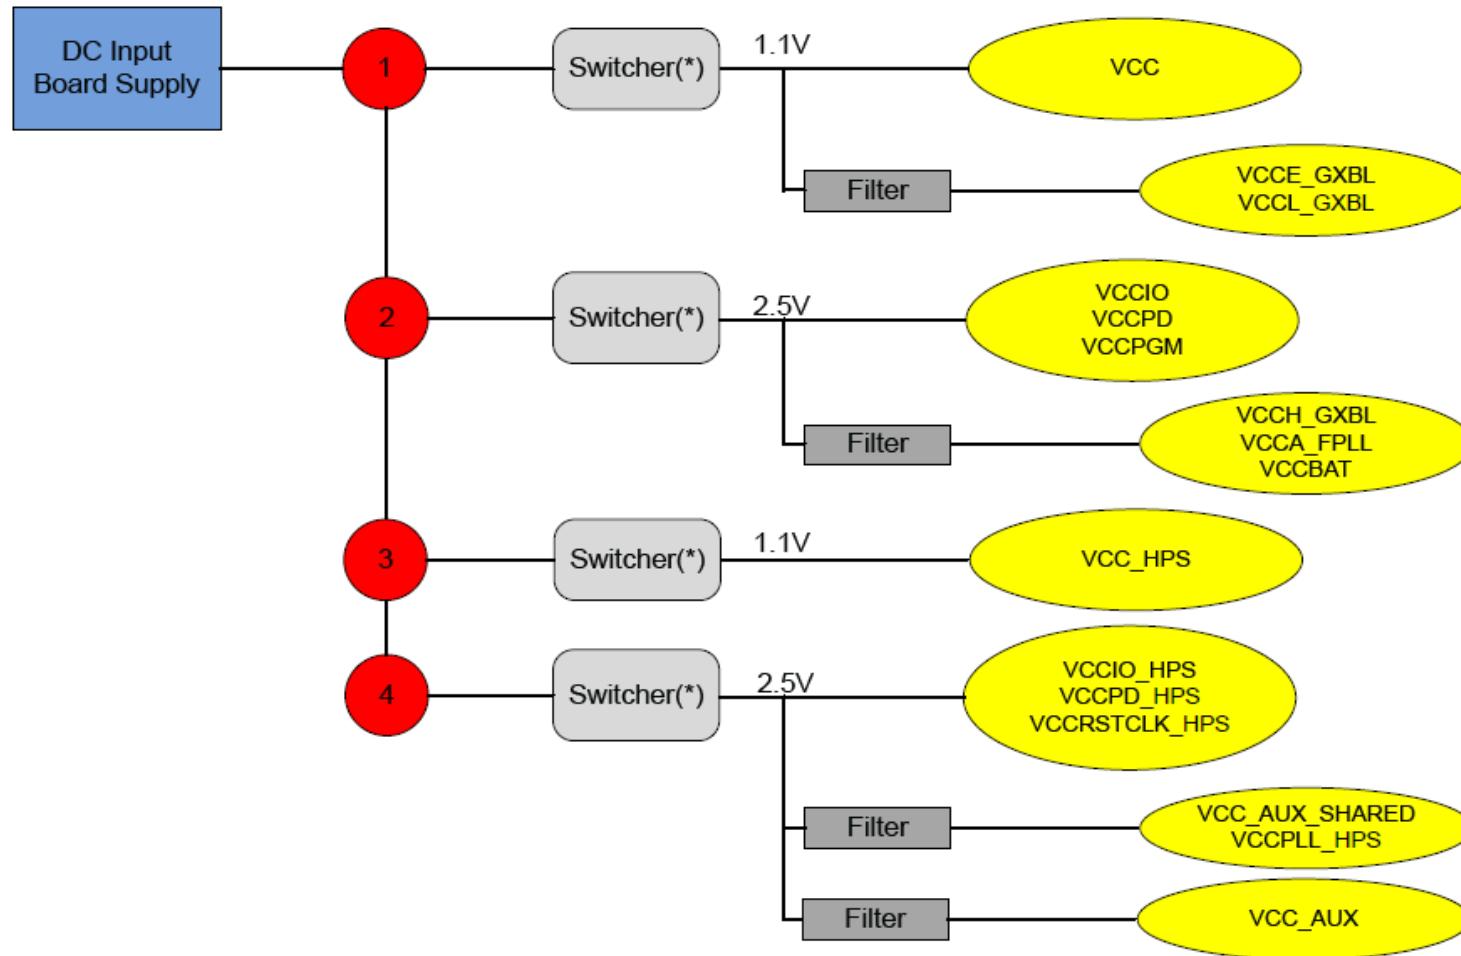 DC Input
Board Supply
1
Switcher(*)
1.1V
VCC
Filter
VCCE_GXBL
VCCL_GXBL
2
Switcher(*)
2.5V
VCCIO
VCCPD
VCCPGM
Filter
VCCH_GXBL
VCCA_FPLL
VCCBAT
3
Switcher(*)
1.1V
VCC_HPS
4
Switcher(*)
2.5V
VCCIO_HPS
VCCPD_HPS
VCCRSTCLK_HPS
Filter
VCC_AUX_SHARED
VCCPLL_HPS
Filter
VCC_AUX